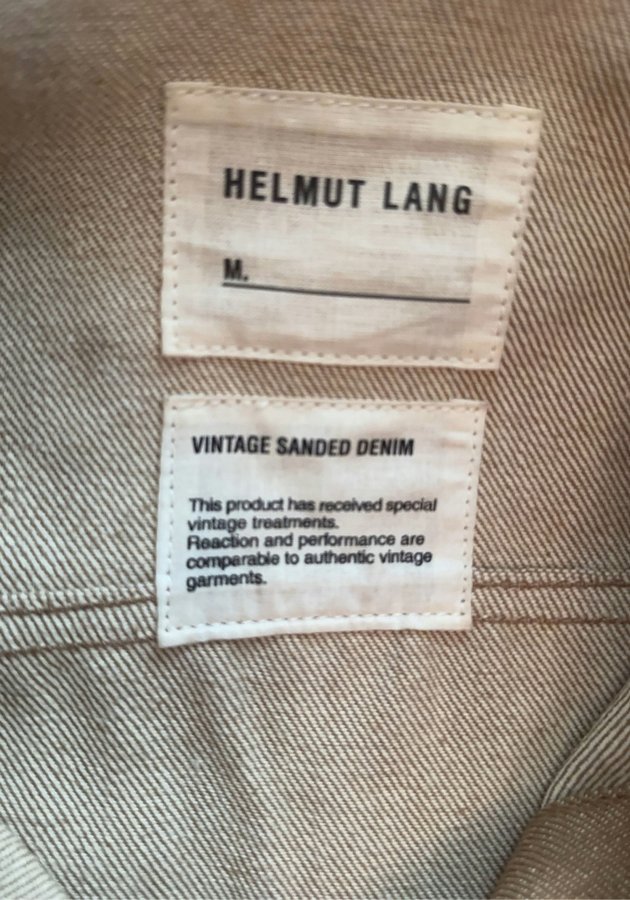 HELMUT LANG
M.
VINTAGE SANDED DENIM
This product has received special
vintage treatments.
Reaction and performance are
comparable to authentic vintage
garments.